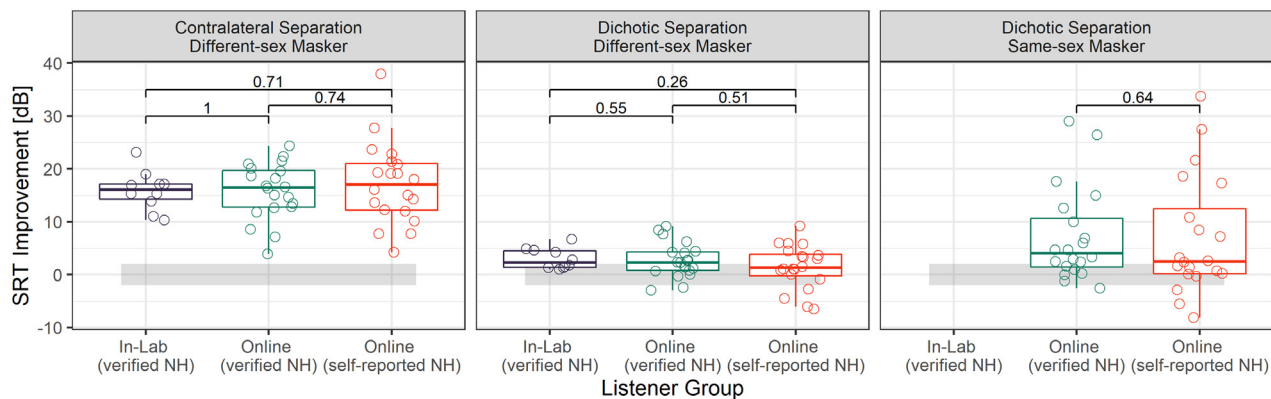 Contralateral Separation
Different-sex Masker
Dichotic Separation
Different-sex Masker
Dichotic Separation
Same-sex Masker
SRT Improvement [dB]
40
30
20
10
0
-10
0.71
1
0.74
0.26
0.55
0.51
0.64
In-Lab
(verified NH)
Online
(verified NH)
Online
(self-reported NH)
In-Lab
(verified NH)
Online
(verified NH)
Online
(self-reported NH)
In-Lab
(verified NH)
Online
(verified NH)
Online
(self-reported NH)
Listener Group